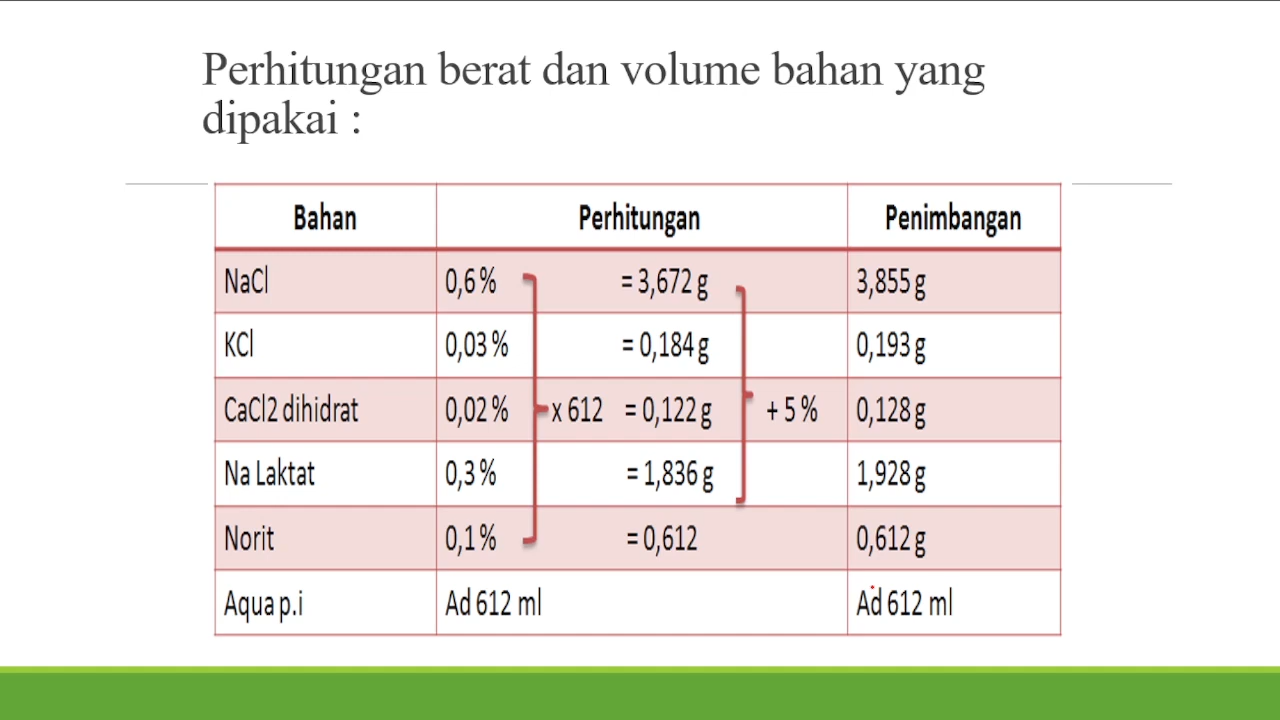 Perhitungan berat dan volume bahan yang
dipakai :
Bahan Perhitungan Penimbangan
NaCl 0,6 % = 3,672 g 3,855 g
KCl 0,03 % = 0,184 g 0,193 g
CaCl2 dihidrat 0,02 % x 612 = 0,122 g + 5 % 0,128 g
Na Laktat 0,3 % = 1,836 g 1,928 g
Norit 0,1 % = 0,612 0,612 g
Aqua p.i Ad 612 ml Ad 612 ml